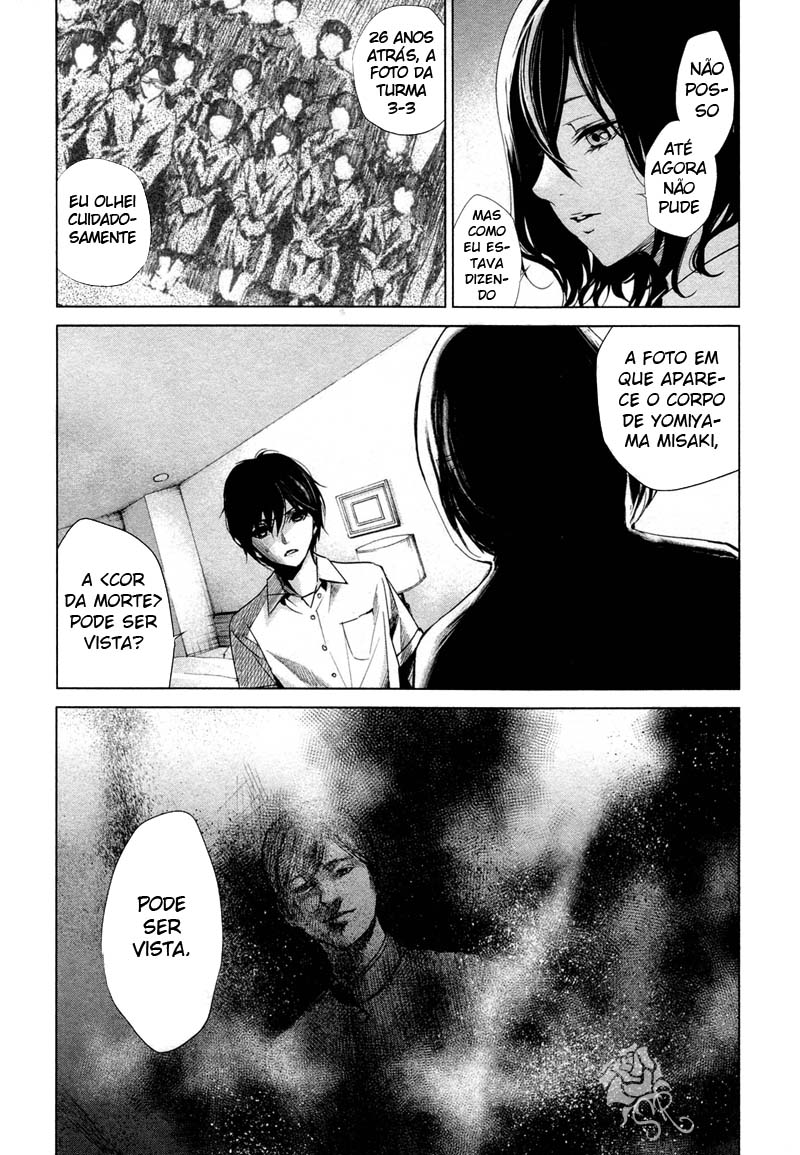 NÃO
POS-
SO
ATÉ
AGORA
NÃO
PUDE
MAS
COMO
EU ES-
TAVA
DIZEN-
DO
26 ANOS
ATRÁS, A
FOTO DA
TURMA
3-3
EU OLHEI
CUIDADO-
SAMENTE
A FOTO EM
QUE APARE-
CE O CORPO
DE YOMIYA-
MA MISAKI,
A <COR
DA MORTE>
PODE SER
VISTA?
PODE
SER
VISTA.
SR